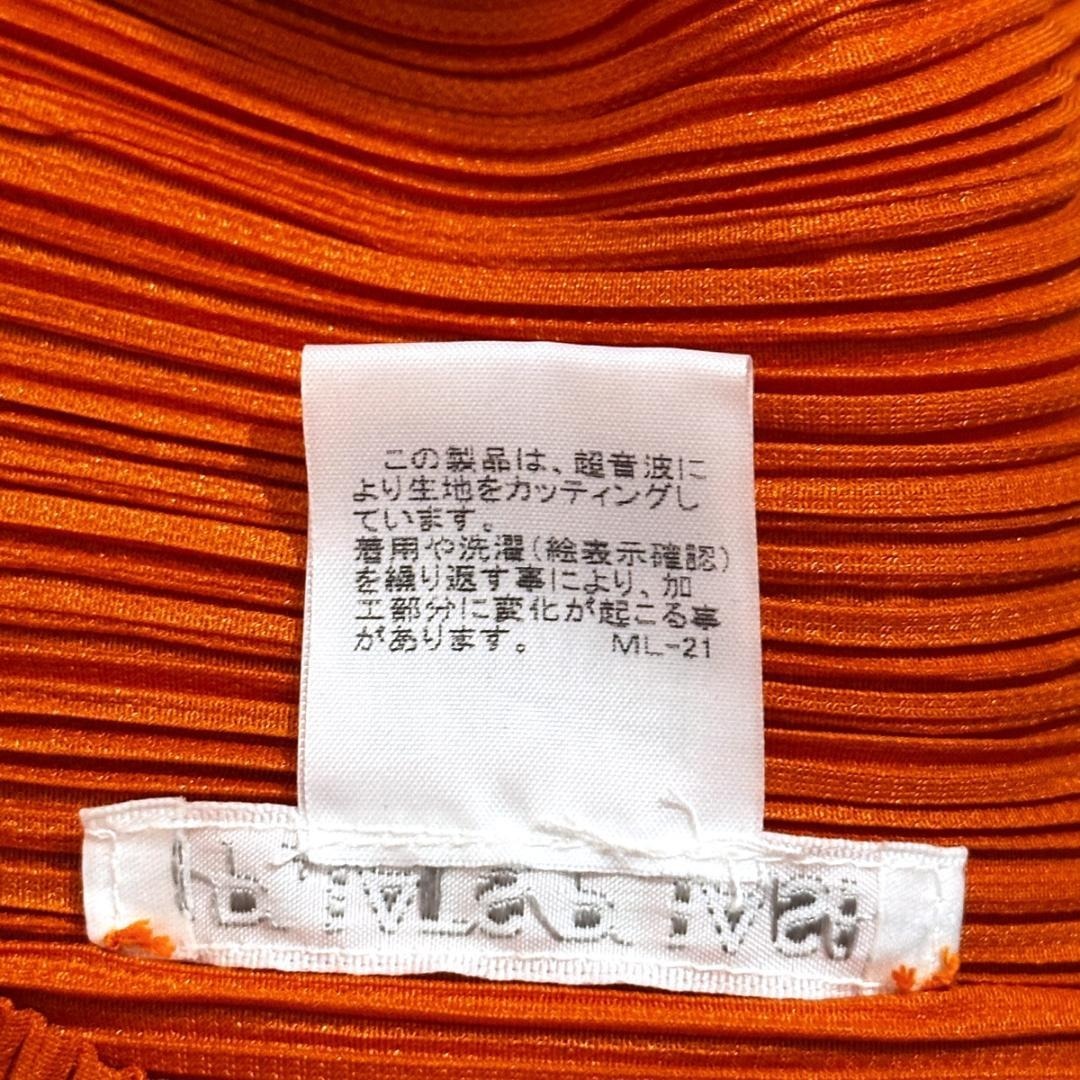 この製品は、超音波に
より生地をカッティングし
ています。
着用や洗濯(絵表示確認)
を繰り返す事により、加
工部分に変化が起こる事
があります。 ML-21